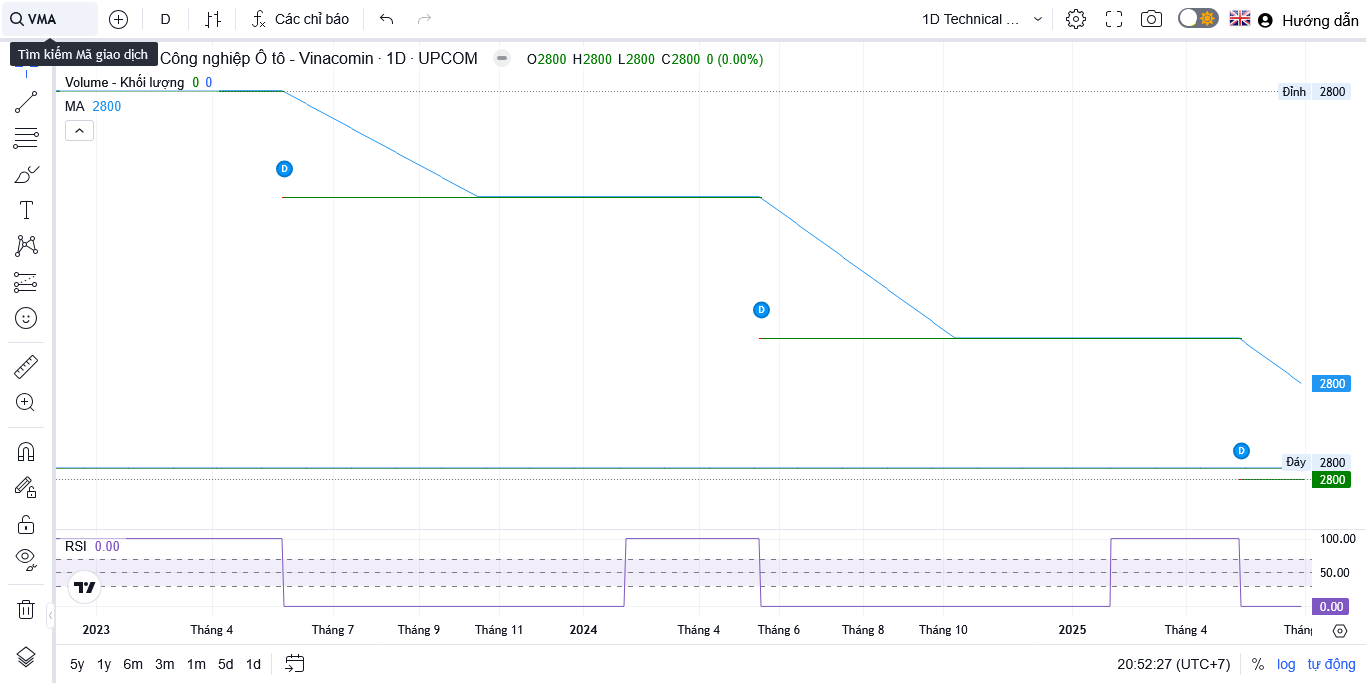 VMA D Các chỉ báo 1D Technical ... Hướng dẫn
Tìm kiếm Mã giao dịch Công nghiệp Ô tô - Vinacomin · 1D · UPCOM O2800 H2800 L2800 C2800 0 (0.00%)
Volume - Khối lượng 0 0
Đỉnh 2800
MA 2800
D
D
2800
D
Đáy 2800
2800
RSI 0.00
100.00
50.00
0.00
2023 Tháng 4 Tháng 7 Tháng 9 Tháng 11 2024 Tháng 4 Tháng 6 Tháng 8 Tháng 10 2025 Tháng 4 Tháng
5y 1y 6m 3m 1m 5d 1d 20:52:27 (UTC+7) % log tự động